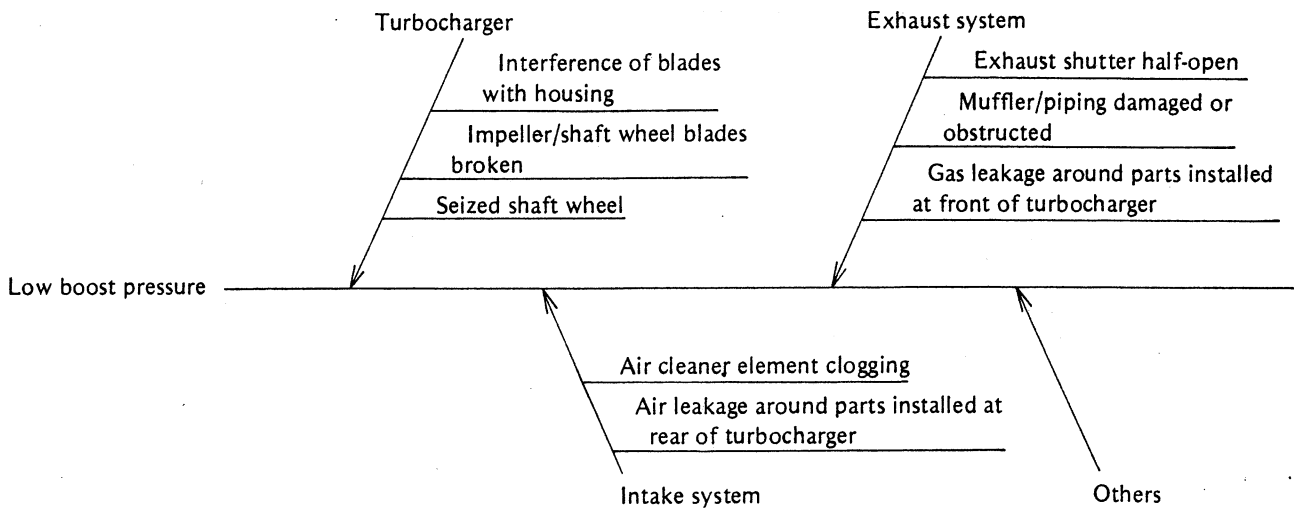 Turbocharger
Interference of blades
with housing
Impeller/shaft wheel blades
broken
Seized shaft wheel
Exhaust system
Exhaust shutter half-open
Muffler/piping damaged or
obstructed
Gas leakage around parts installed
at front of turbocharger
Low boost pressure
Air cleaner element clogging
Air leakage around parts installed at
rear of turbocharger
Intake system
Others